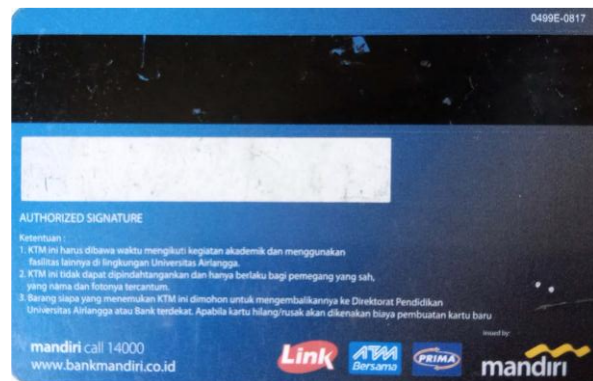 0499E-0817
AUTHORIZED SIGNATURE
Ketentuan :
1. KTM ini harus dibawa waktu mengikuti kegiatan akademik dan menggunakan
fasilitas lainnya di lingkungan Universitas Airlangga.
2. KTM ini tidak dapat dipindahtangankan dan hanya berlaku bagi pemegang yang sah,
yang nama dan fotonya tercantum.
3. Barang siapa yang menemukan KTM ini dimohon untuk mengembalikannya ke Direktorat Pendidikan
Universitas Airlangga atau Bank terdekat. Apabila kartu hilang/rusak akan dikenakan biaya pembuatan kartu baru
mandiri call 14000
www.bankmandiri.co.id
Link
ATM
Bersama
PRIMA
issued by:
mandiri